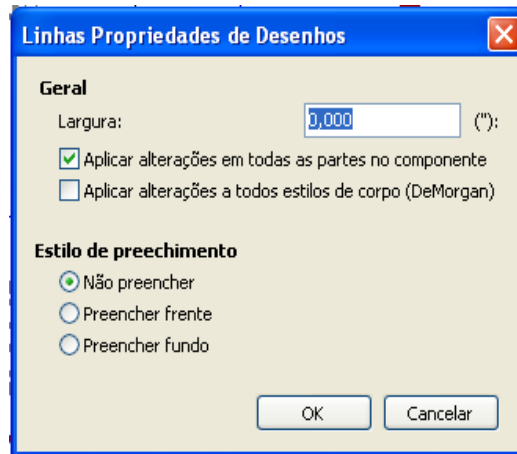 Linhas Propriedades de Desenhos
Geral
Largura: 0,000 ("):
Aplicar alterações em todas as partes no componente
Aplicar alterações a todos estilos de corpo (DeMorgan)
Estilo de preechimento
Não preencher
Preencher frente
Preencher fundo
OK Cancelar